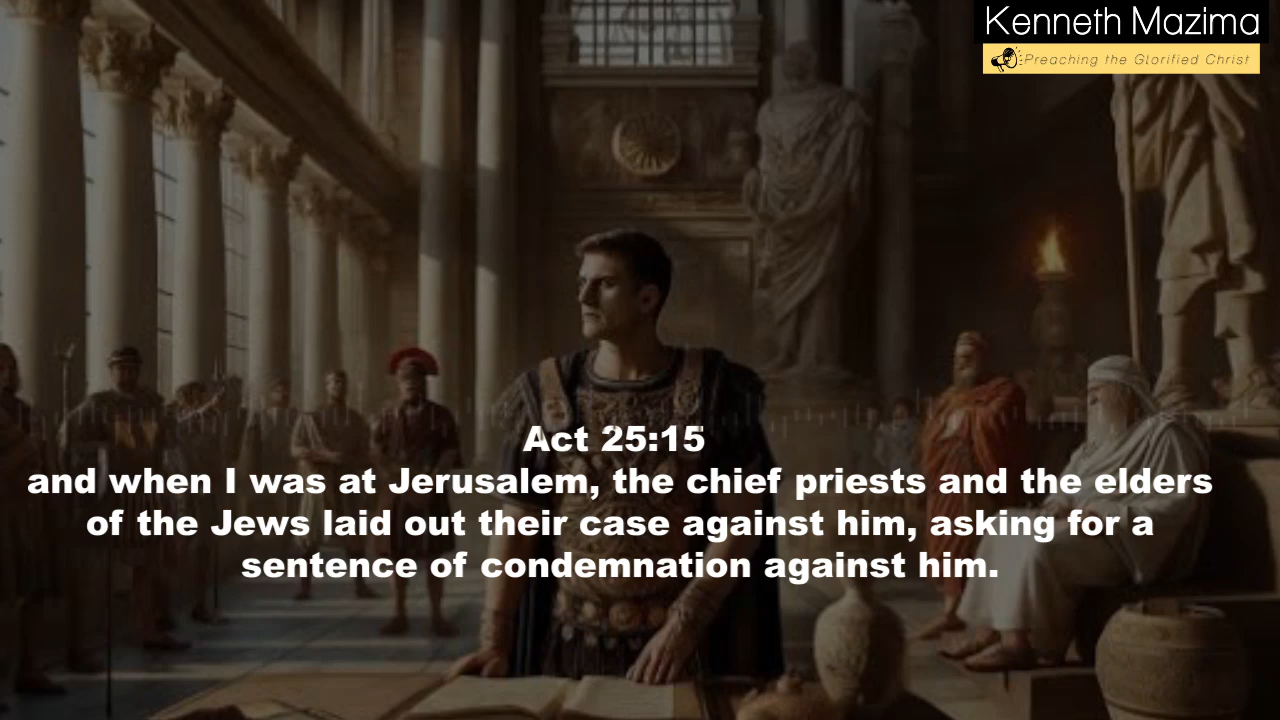 Kenneth Mazima
Preaching the Glorified Christ
Act 25:15
and when I was at Jerusalem, the chief priests and the elders
of the Jews laid out their case against him, asking for a
sentence of condemnation against him.